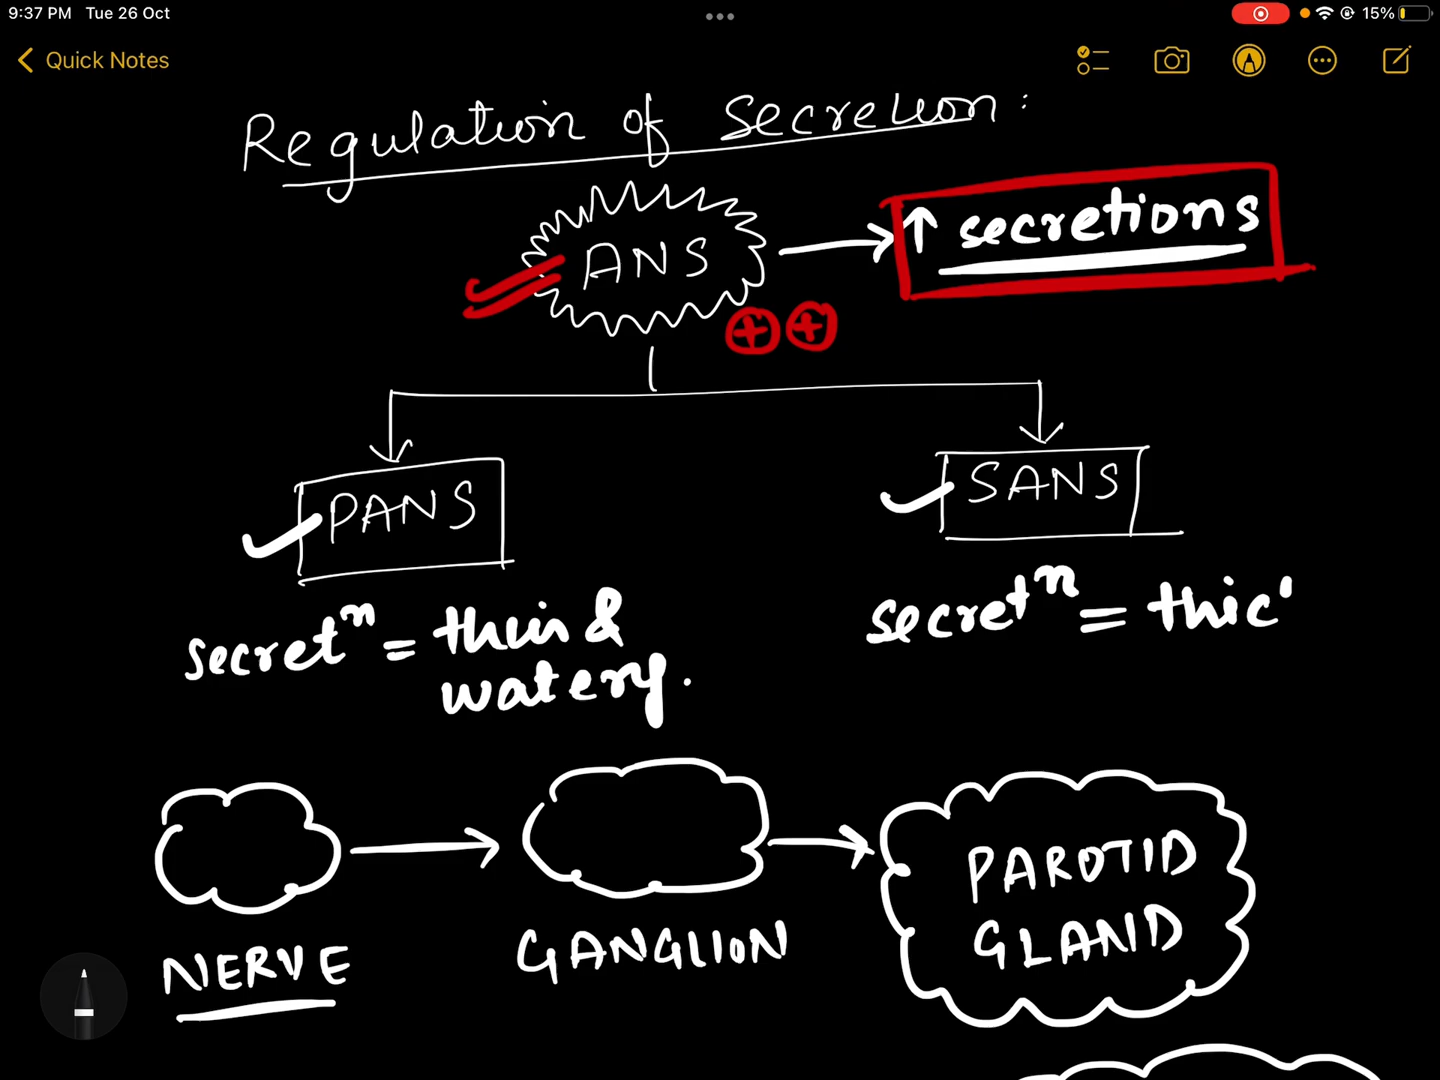 9:37 PM Tue 26 Oct
15%
Quick Notes
Regulation of Secretion :
ANS → ↑ secretions
+ +
PANS
SANS
secretⁿ = thin &
watery.
secretⁿ = thic
PAROTID
GLAND
NERVE
GANGLION